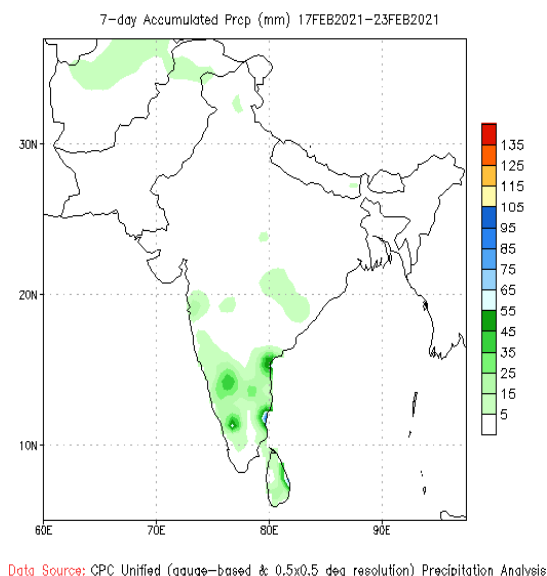 7-day Accumulated Prcp (mm) 17FEB2021-23FEB2021
30N
20N
10N
60E 70E 80E 90E
135
125
115
105
95
85
75
65
55
45
35
25
15
5
Data Source: CPC Unified (gauge-based & 0.5x0.5 deg resolution) Precipitation Analysis